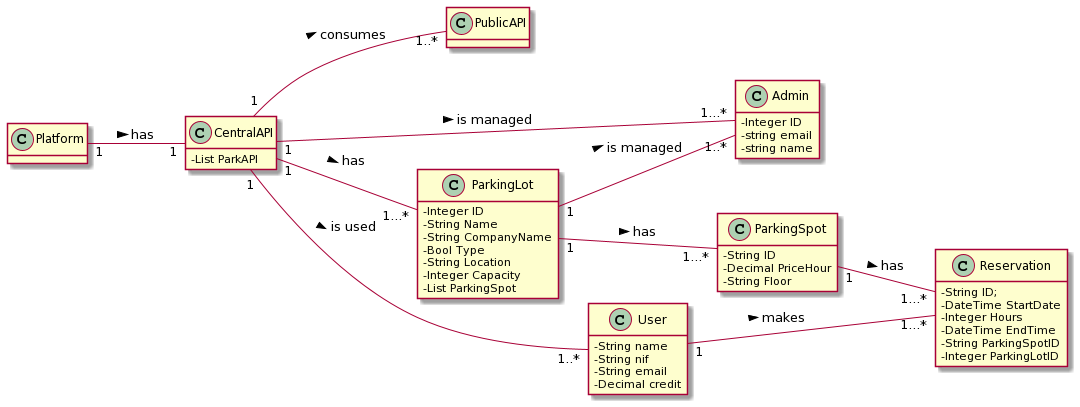 C PublicAPI
consumes
1..*
1
C Admin
-Integer ID
-string email
-string name
1...*
is managed
C Platform
1
has
1
C CentralAPI
-List ParkAPI
1
1
has
1...*
1
is used
1..*
C ParkingLot
-Integer ID
-String Name
-String CompanyName
-Bool Type
-String Location
-Integer Capacity
-List ParkingSpot
is managed
1..*
1
1
has
1...*
C ParkingSpot
-String ID
-Decimal PriceHour
-String Floor
1
has
1...*
C Reservation
-String ID;
-DateTime StartDate
-Integer Hours
-DateTime EndTime
-String ParkingSpotID
-Integer ParkingLotID
C User
-String name
-String nif
-String email
-Decimal credit
1
makes
1...*